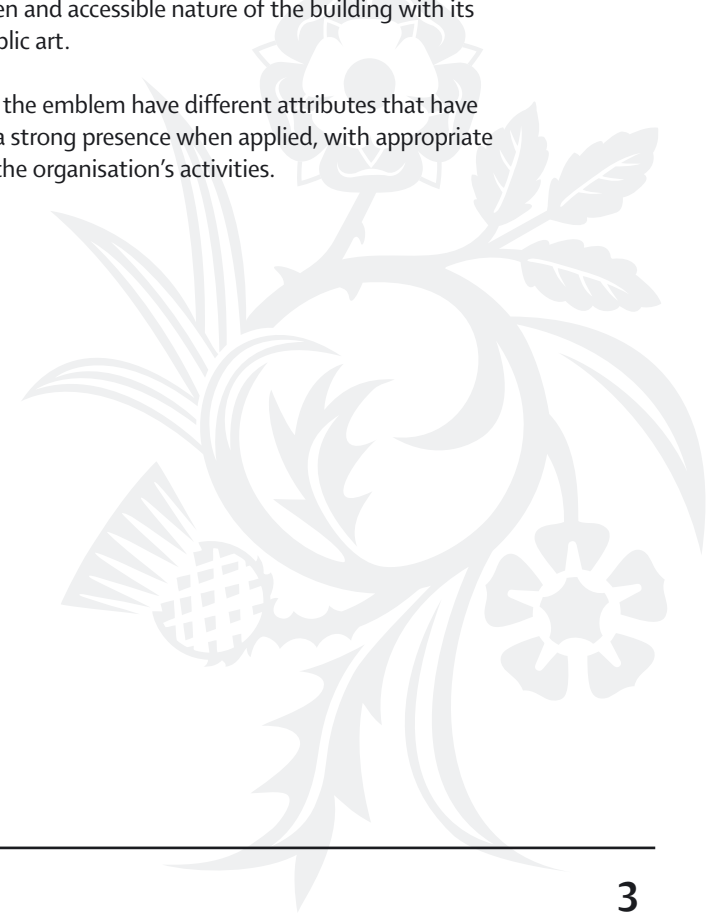 en and accessible nature of the building with its
blic art.
the emblem have different attributes that have
a strong presence when applied, with appropriate
the organisation’s activities.
3